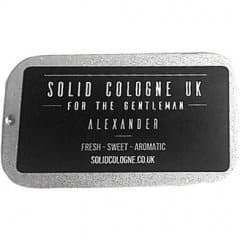 SOLID COLOGNE UK
FOR THE GENTLEMAN
ALEXANDER
FRESH - SWEET - AROMATIC
SOLIDCOLOGNE.CO.UK